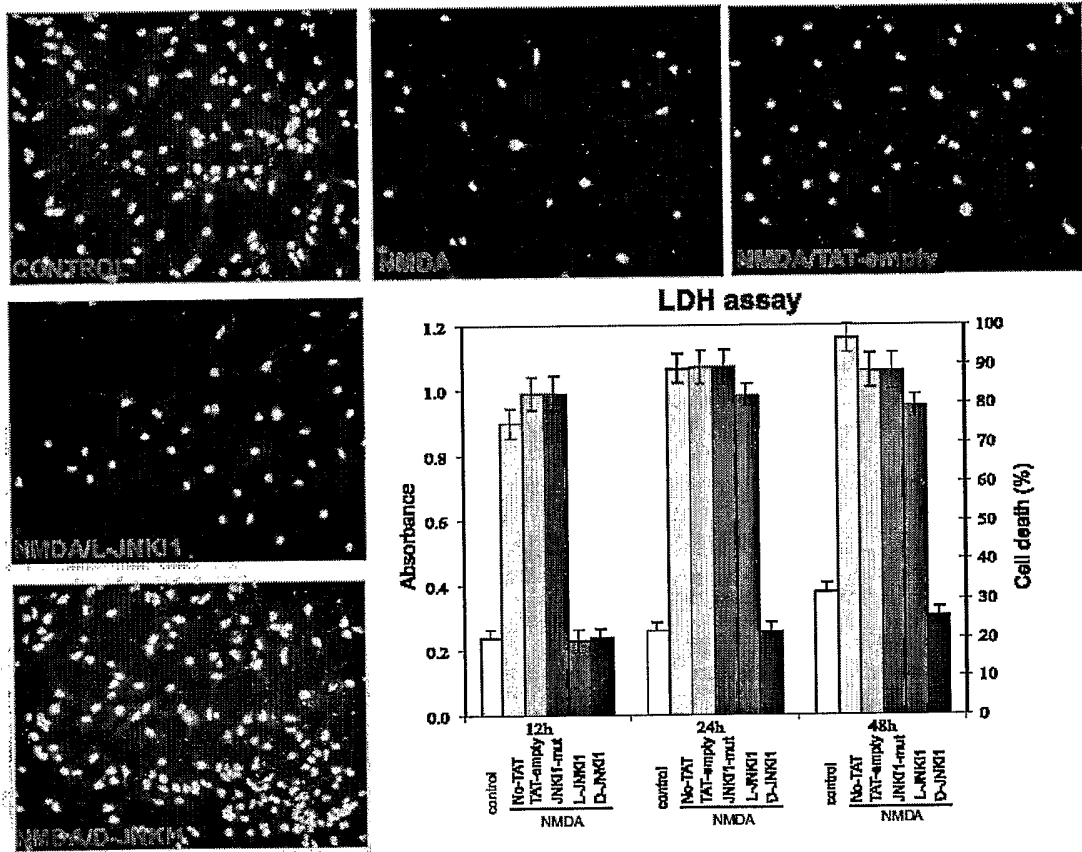 CONTROL
NMDA
NMDA/TAT-empty
NMDA/L-JNKI1
NMDA/D-JNKI1
LDH assay
Absorbance
1.2
1.0
0.8
0.6
0.4
0.2
0.0
100
90
80
70
60
50
40
30
20
10
0
Cell death (%)
12h
24h
48h
control
No-TAT
TAT-empty
JNKI1-mut
L-JNKI1
D-JNKI1
NMDA
control
No-TAT
TAT-empty
JNKI1-mut
L-JNKI1
D-JNKI1
NMDA
control
No-TAT
TAT-empty
JNKI1-mut
L-JNKI1
D-JNKI1
NMDA